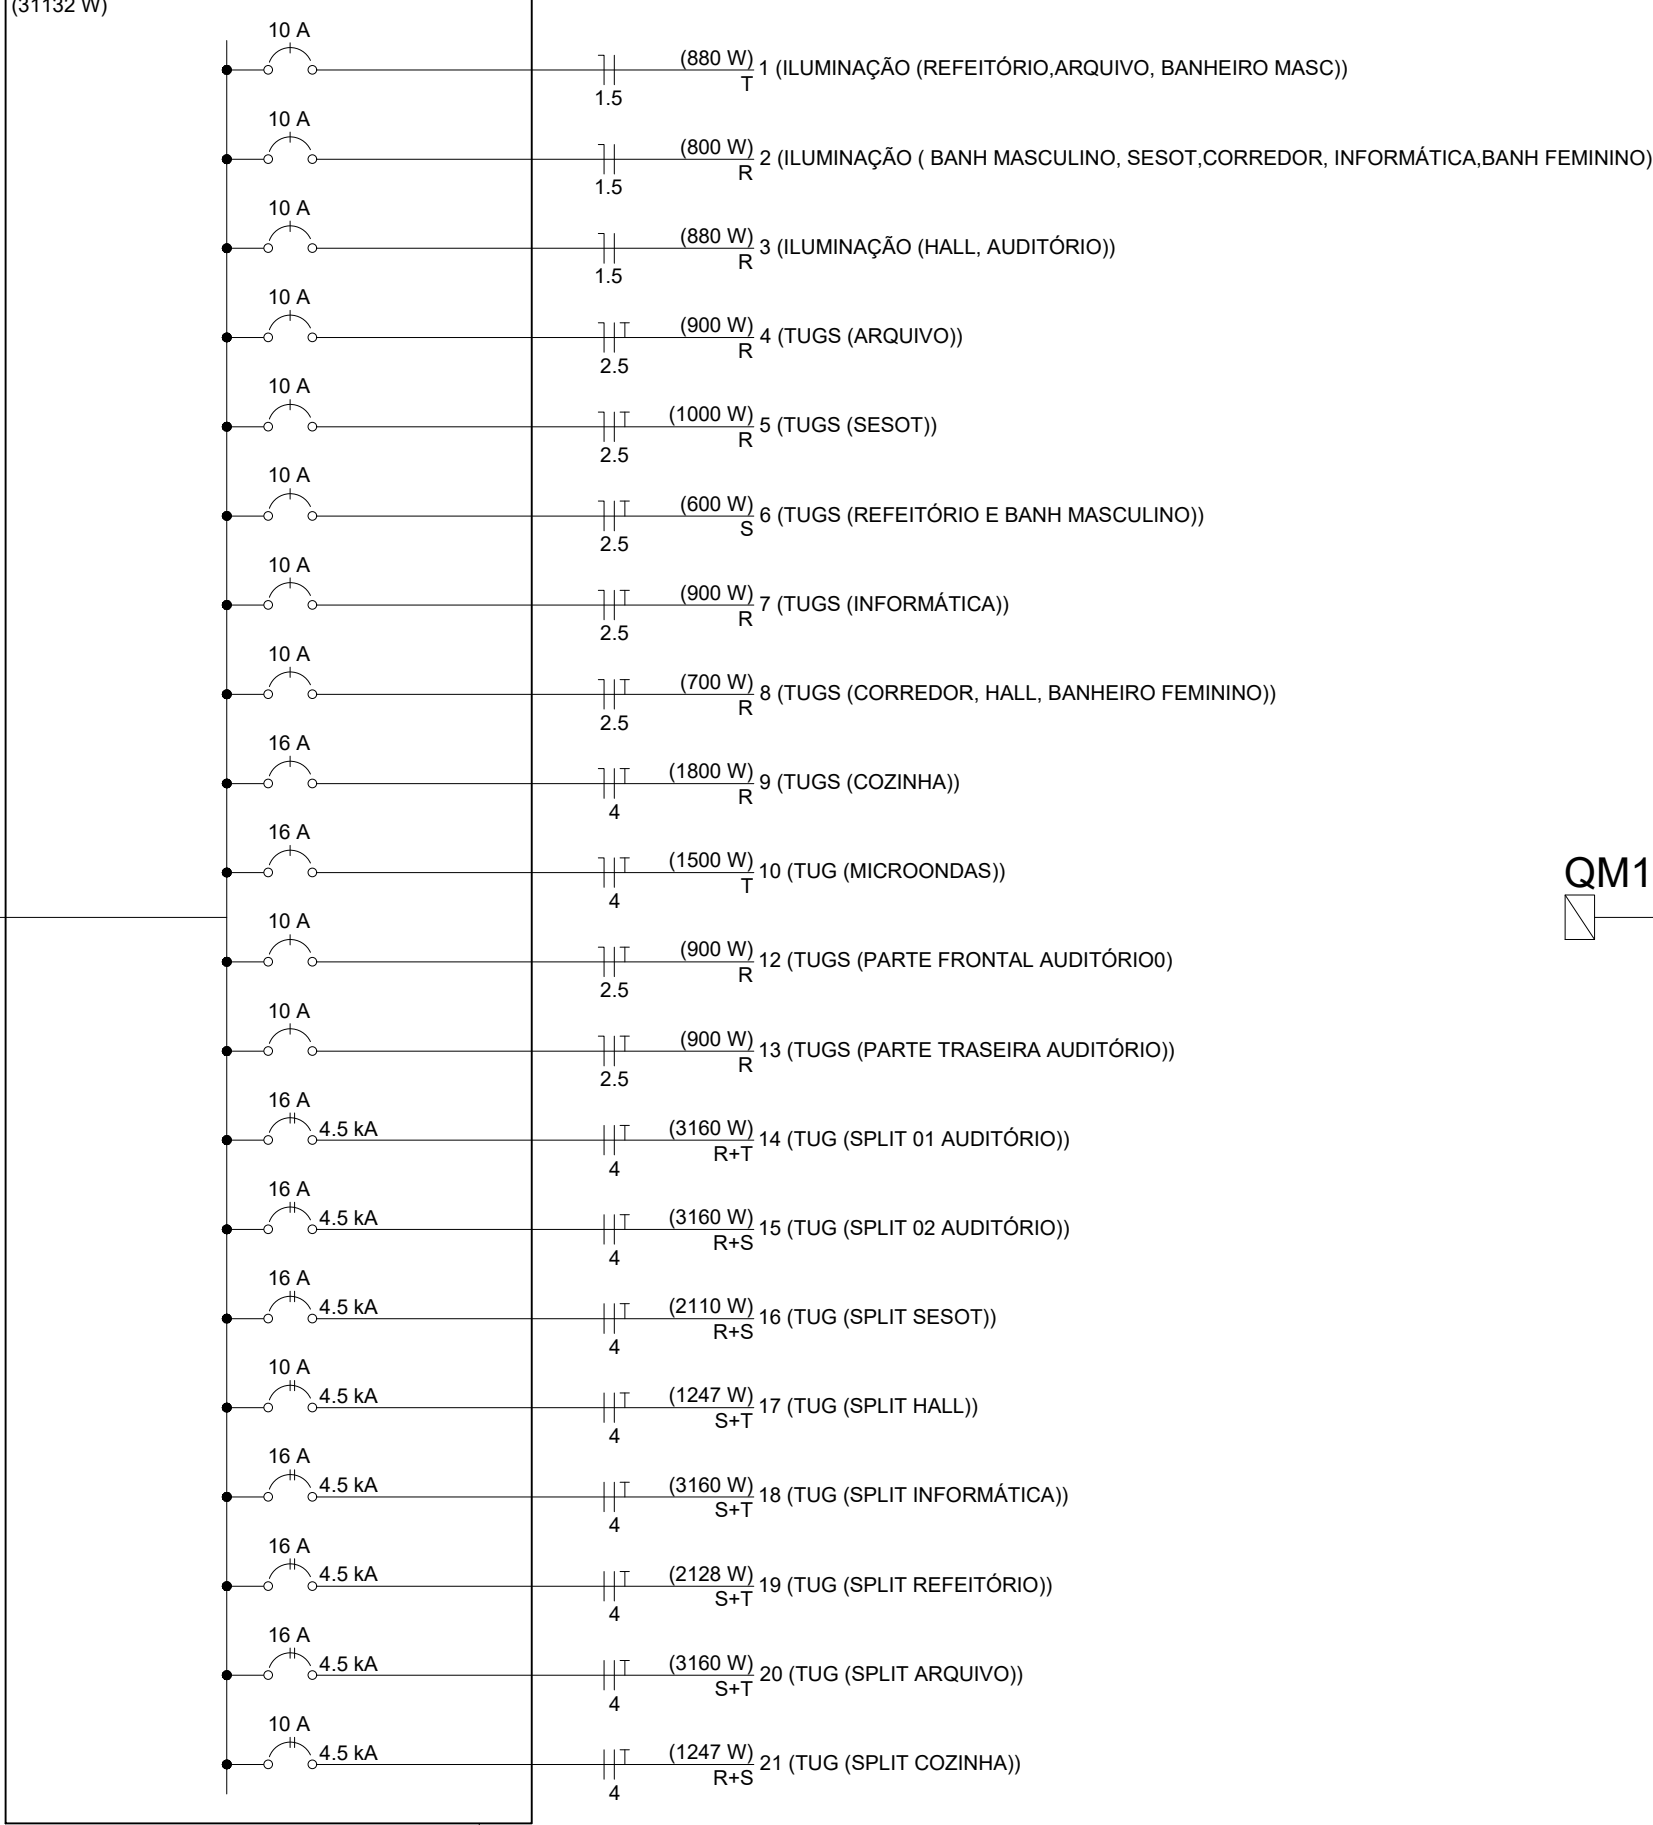 (31132 W)
10 A
(880 W) 1 (ILUMINAÇÃO (REFEITÓRIO,ARQUIVO, BANHEIRO MASC))
T
1.5
10 A
(800 W) 2 (ILUMINAÇÃO ( BANH MASCULINO, SESOT,CORREDOR, INFORMÁTICA,BANH FEMININO)
R
1.5
10 A
(880 W) 3 (ILUMINAÇÃO (HALL, AUDITÓRIO))
R
1.5
10 A
(900 W) 4 (TUGS (ARQUIVO))
R
2.5
10 A
(1000 W) 5 (TUGS (SESOT))
R
2.5
10 A
(600 W) 6 (TUGS (REFEITÓRIO E BANH MASCULINO))
S
2.5
10 A
(900 W) 7 (TUGS (INFORMÁTICA))
R
2.5
10 A
(700 W) 8 (TUGS (CORREDOR, HALL, BANHEIRO FEMININO))
R
2.5
16 A
(1800 W) 9 (TUGS (COZINHA))
R
4
16 A
(1500 W) 10 (TUG (MICROONDAS))
T
4
QM1
10 A
(900 W) 12 (TUGS (PARTE FRONTAL AUDITÓRIO0)
R
2.5
10 A
(900 W) 13 (TUGS (PARTE TRASEIRA AUDITÓRIO))
R
2.5
16 A
4.5 kA (3160 W) 14 (TUG (SPLIT 01 AUDITÓRIO))
R+T
4
16 A
4.5 kA (3160 W) 15 (TUG (SPLIT 02 AUDITÓRIO))
R+S
4
16 A
4.5 kA (2110 W) 16 (TUG (SPLIT SESOT))
R+S
4
10 A
4.5 kA (1247 W) 17 (TUG (SPLIT HALL))
S+T
4
16 A
4.5 kA (3160 W) 18 (TUG (SPLIT INFORMÁTICA))
S+T
4
16 A
4.5 kA (2128 W) 19 (TUG (SPLIT REFEITÓRIO))
S+T
4
16 A
4.5 kA (3160 W) 20 (TUG (SPLIT ARQUIVO))
S+T
4
10 A
4.5 kA (1247 W) 21 (TUG (SPLIT COZINHA))
R+S
4